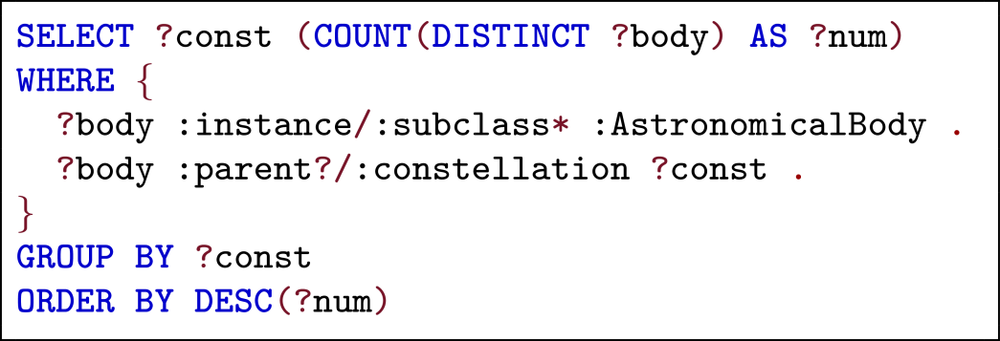 SELECT ?const (COUNT(DISTINCT ?body) AS ?num)
WHERE {
  ?body :instance/:subclass* :AstronomicalBody .
  ?body :parent?/:constellation ?const .
}
GROUP BY ?const
ORDER BY DESC(?num)